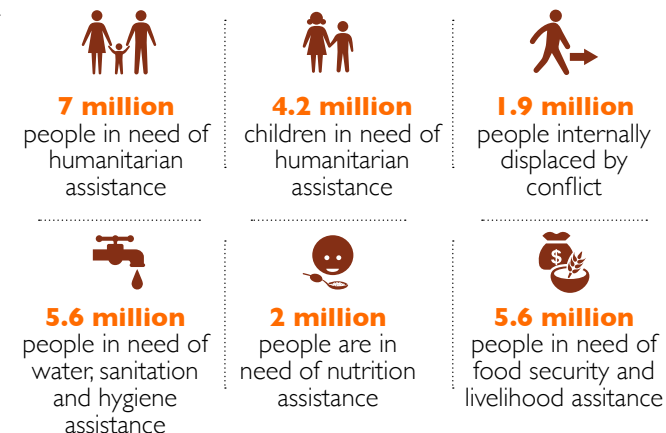 7 million
people in need of
humanitarian
assistance
4.2 million
children in need of
humanitarian
assistance
1.9 million
people internally
displaced by
conflict
$
5.6 million
people in need of
water, sanitation
and hygiene
assistance
2 million
people are in
need of nutrition
assistance
5.6 million
people in need of
food security and
livelihood assitance